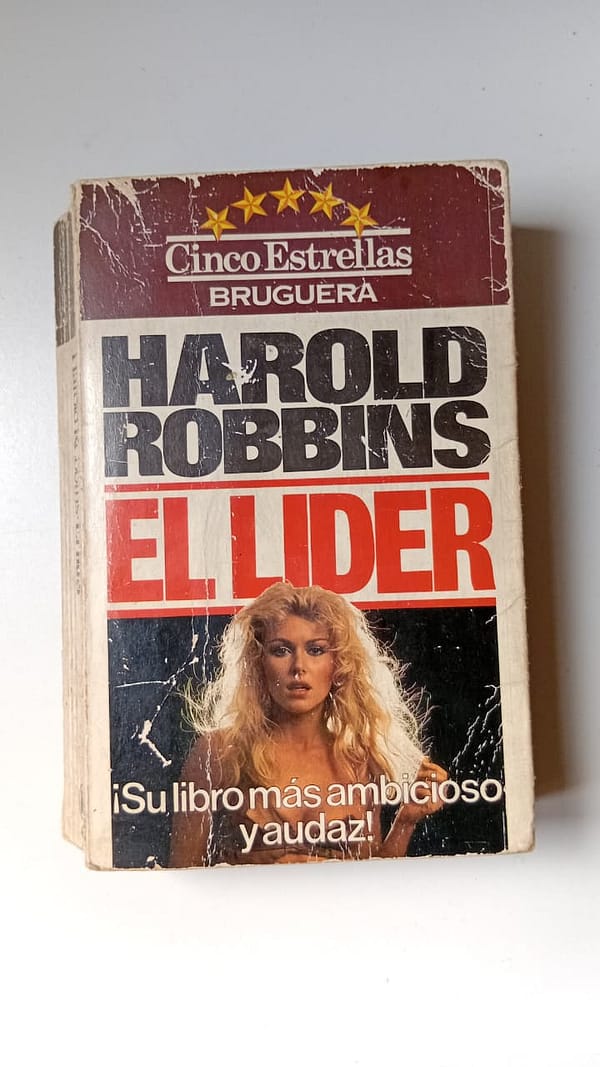 Cinco Estrellas
BRUGUERA
HAROLD
ROBBINS
EL LIDER
¡Su libro más ambicioso
y audaz!